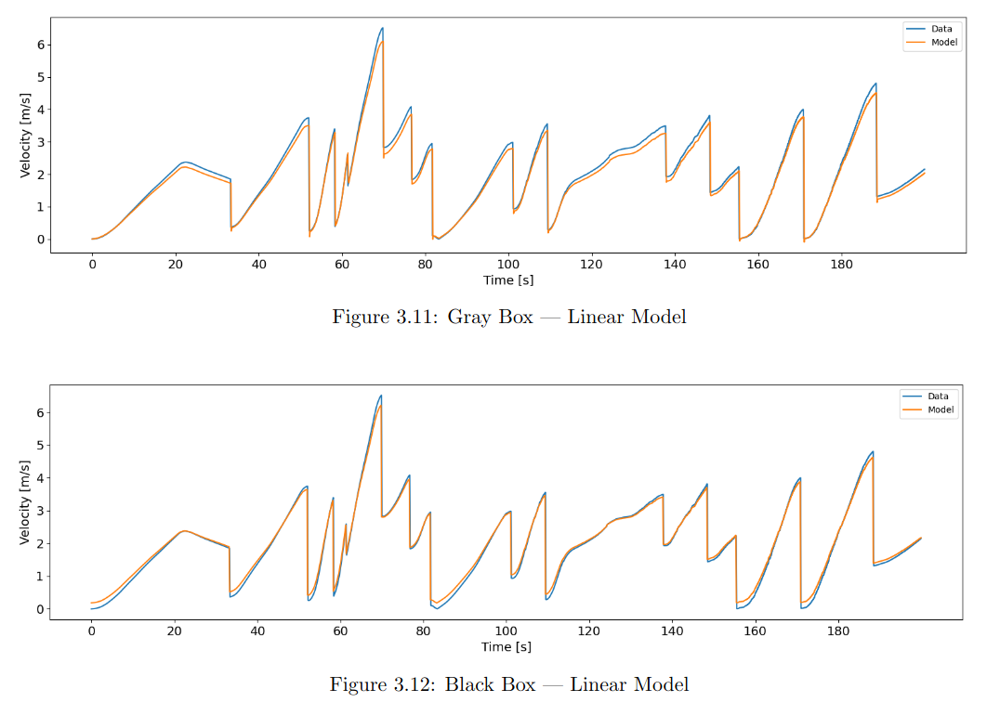 Data
Model
6
5
4
3
2
1
0
Velocity [m/s]
0 20 40 60 80 100 120 140 160 180
Time [s]
Figure 3.11: Gray Box — Linear Model
Data
Model
6
5
4
3
2
1
0
Velocity [m/s]
0 20 40 60 80 100 120 140 160 180
Time [s]
Figure 3.12: Black Box — Linear Model